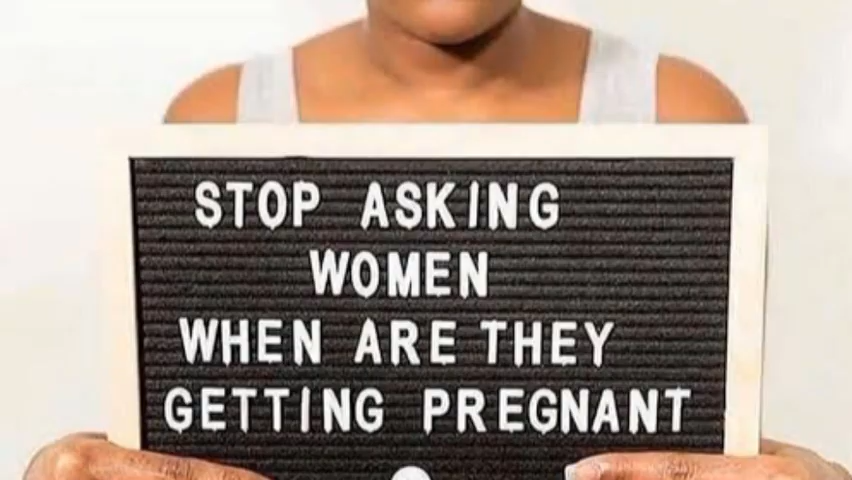 STOP ASKING
WOMEN
WHEN ARE THEY
GETTING PREGNANT